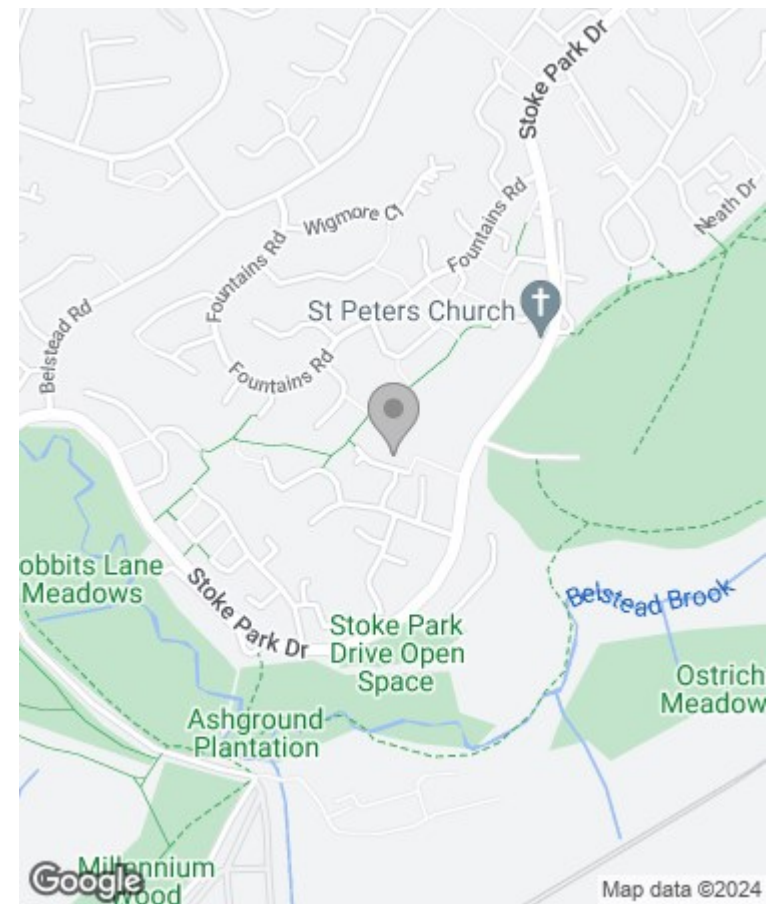 Stoke Park Dr
Neath Dr
Wigmore Cl
Fountains Rd
Fountains Rd
St Peters Church
Belstead Rd
Fountains Rd
obbits Lane
Meadows
Stoke Park Dr
Stoke Park
Drive Open
Space
Belstead Brook
Ostrich
Meadow
Ashground
Plantation
Millennium
Wood
Google
Map data ©2024